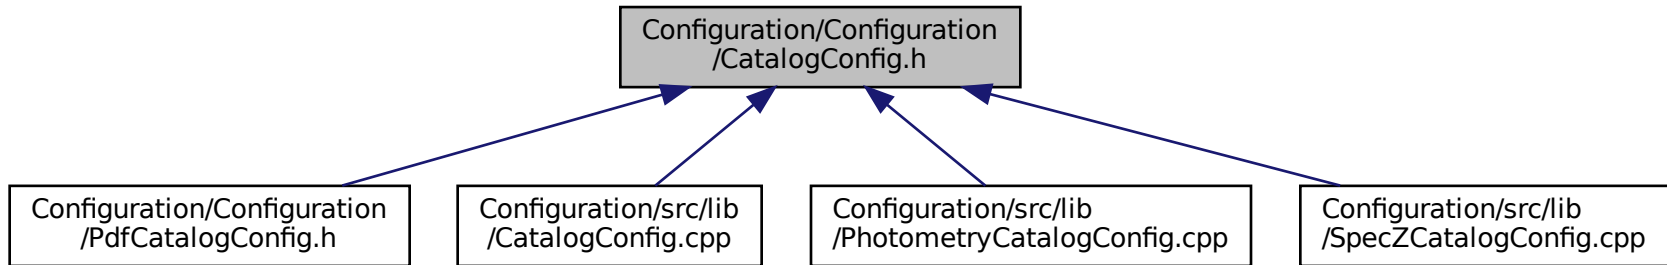 Configuration/Configuration
/CatalogConfig.h
Configuration/Configuration
/PdfCatalogConfig.h
Configuration/src/lib
/CatalogConfig.cpp
Configuration/src/lib
/PhotometryCatalogConfig.cpp
Configuration/src/lib
/SpecZCatalogConfig.cpp